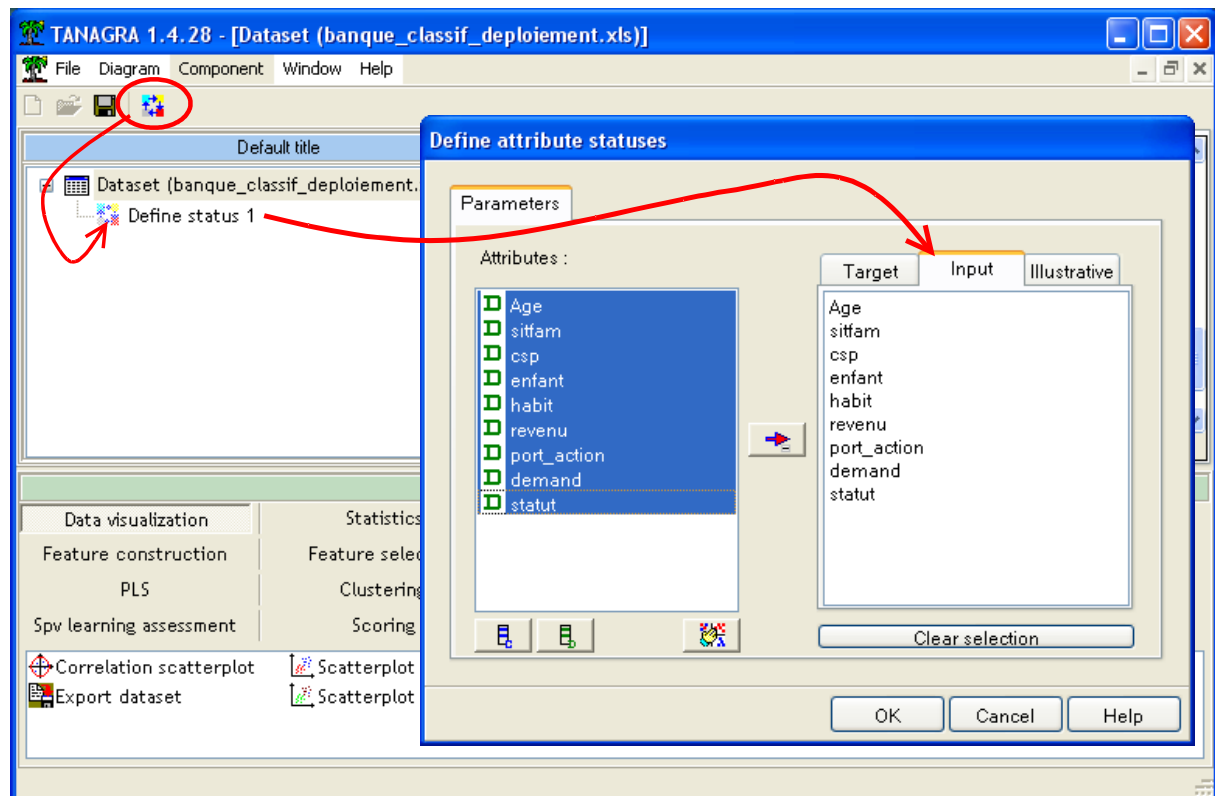 TANAGRA 1.4.28 - [Dataset (banque_classif_deploiement.xls)]
File Diagram Component Window Help
Default title
Dataset (banque_classif_deploiement.
Define status 1
Define attribute statuses
Parameters
Attributes :
Target Input Illustrative
Age
sitfam
csp
enfant
habit
revenu
port_action
demand
statut
Age
sitfam
csp
enfant
habit
revenu
port_action
demand
statut
Clear selection
OK Cancel Help
Data visualization Statistics
Feature construction Feature selec
PLS Clustering
Spv learning assessment Scoring
Correlation scatterplot Scatterplot
Export dataset Scatterplot